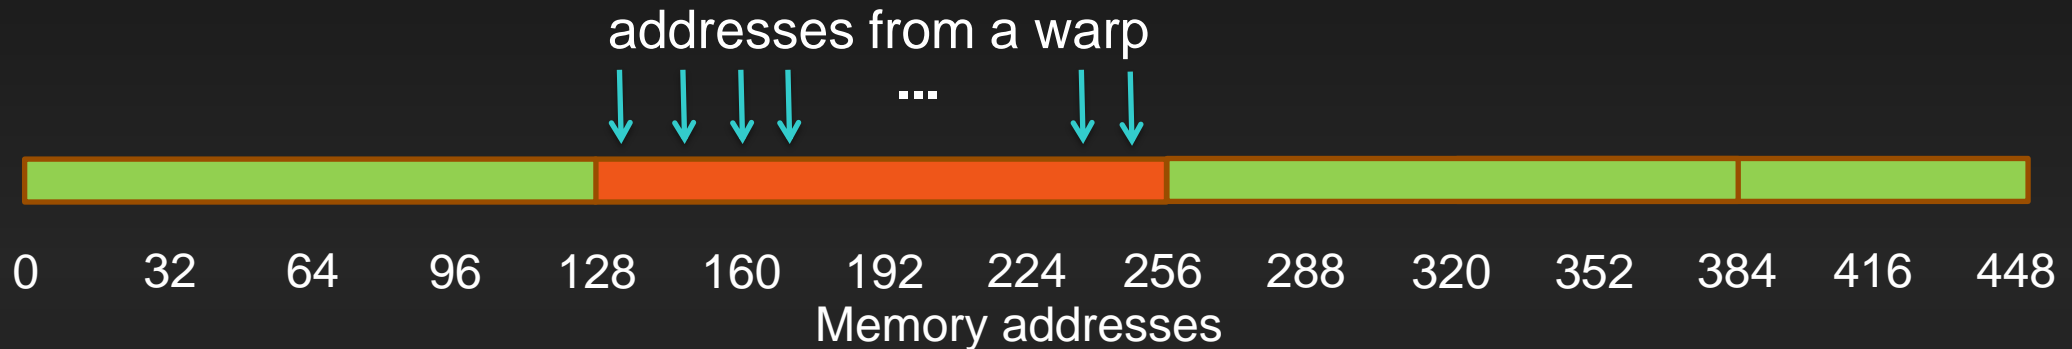 addresses from a warp
...
0 32 64 96 128 160 192 224 256 288 320 352 384 416 448
Memory addresses